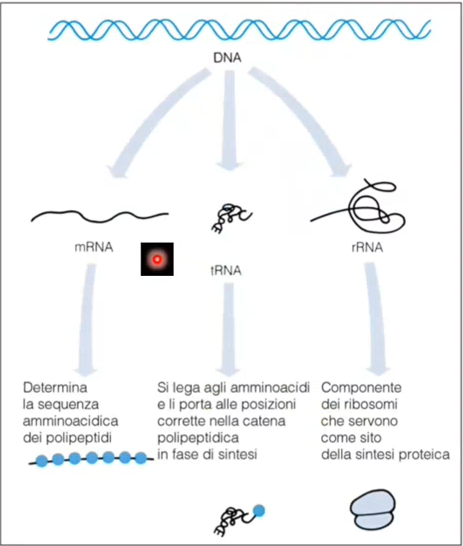 DNA
mRNA
tRNA
rRNA
Determina
la sequenza
amminoacidica
dei polipeptidi
Si lega agli amminoacidi
e li porta alle posizioni
corrette nella catena
polipeptidica
in fase di sintesi
Componente
dei ribosomi
che servono
come sito
della sintesi proteica